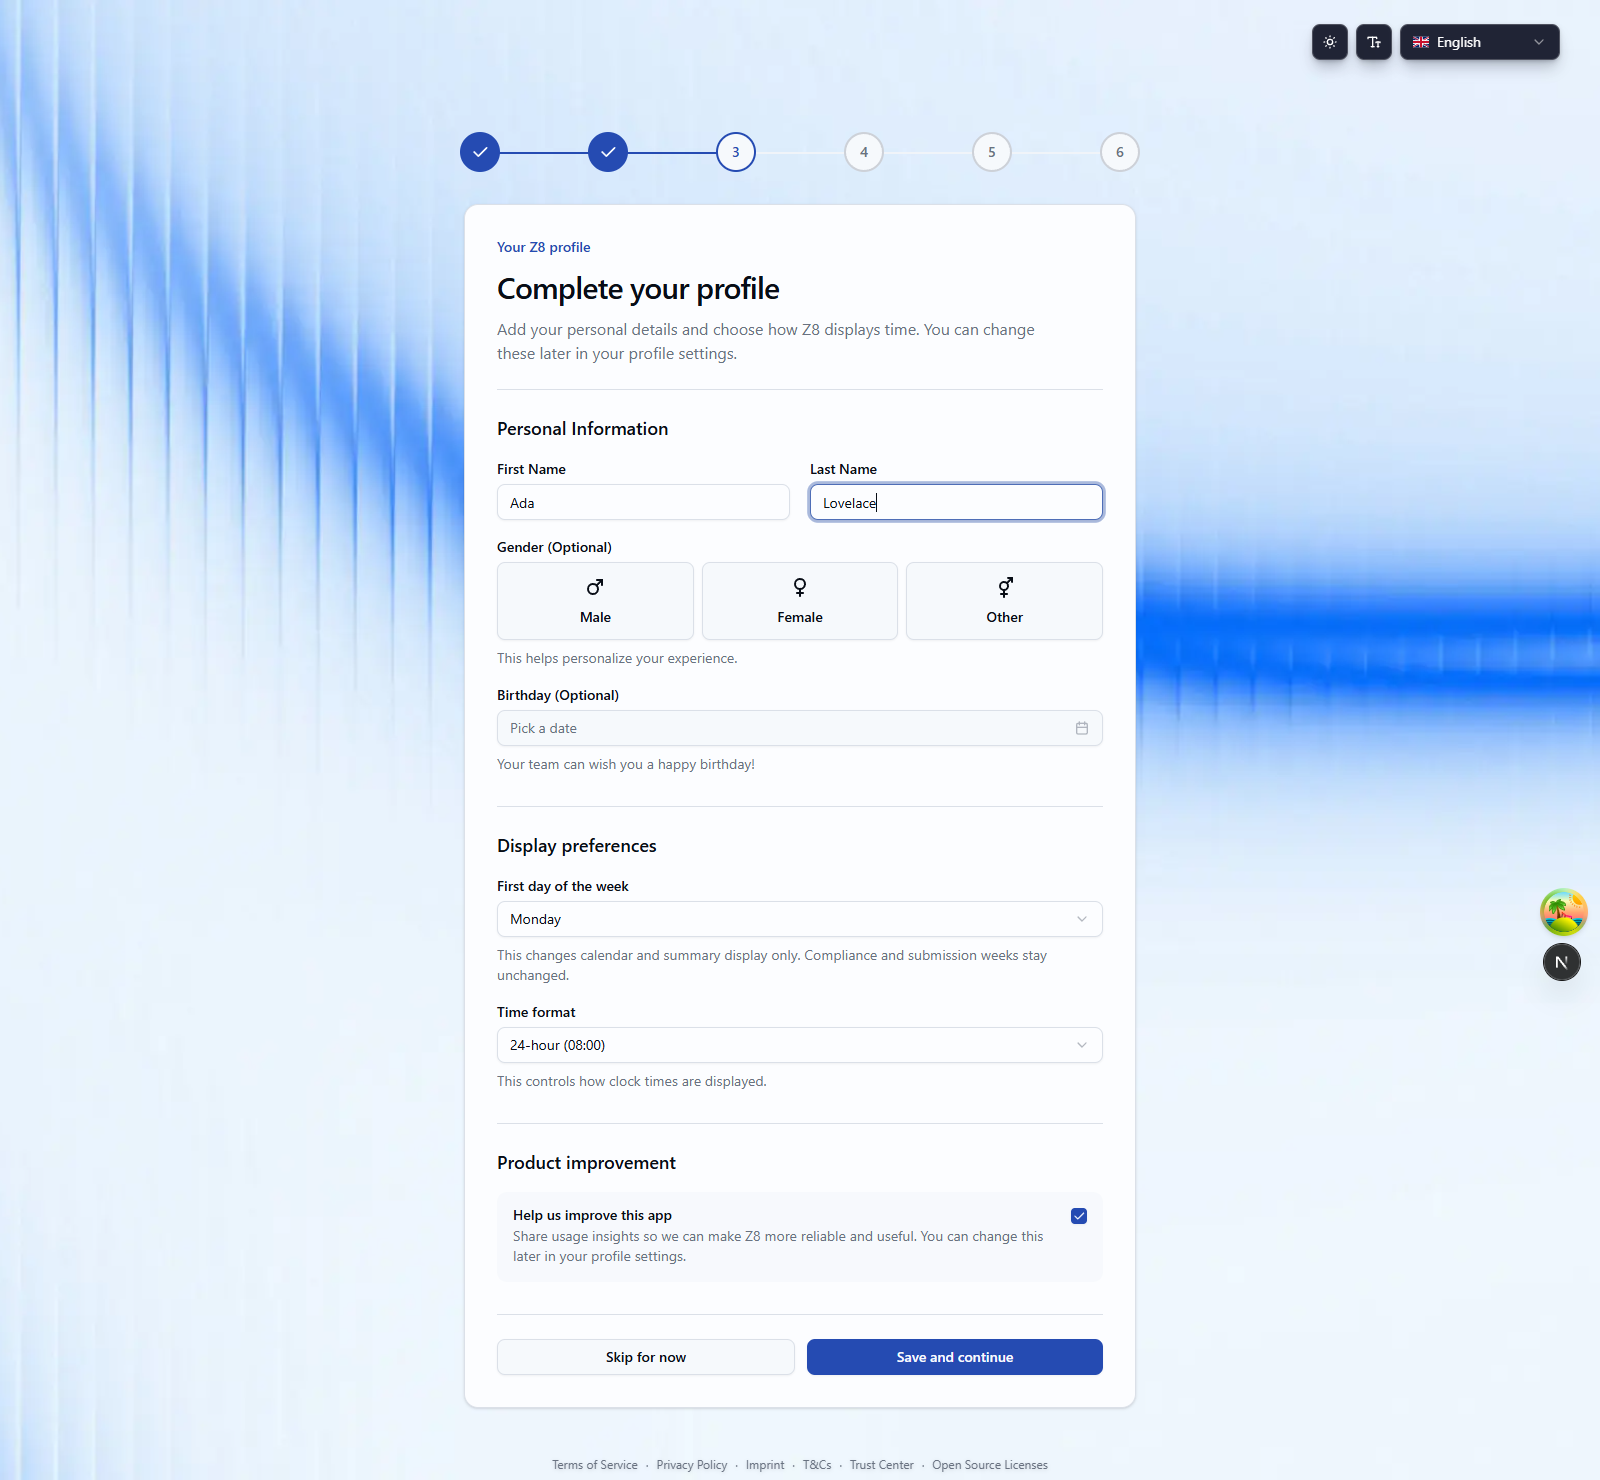 English
3
4
5
6
Your Z8 profile
Complete your profile
Add your personal details and choose how Z8 displays time. You can change
these later in your profile settings.
Personal Information
First Name
Last Name
Ada
Lovelace
Gender (Optional)
Male
Female
Other
This helps personalize your experience.
Birthday (Optional)
Pick a date
Your team can wish you a happy birthday!
Display preferences
First day of the week
Monday
This changes calendar and summary display only. Compliance and submission weeks stay
unchanged.
Time format
24-hour (08:00)
This controls how clock times are displayed.
Product improvement
Help us improve this app
Share usage insights so we can make Z8 more reliable and useful. You can change this
later in your profile settings.
Skip for now
Save and continue
Terms of Service · Privacy Policy · Imprint · T&Cs · Trust Center · Open Source Licenses